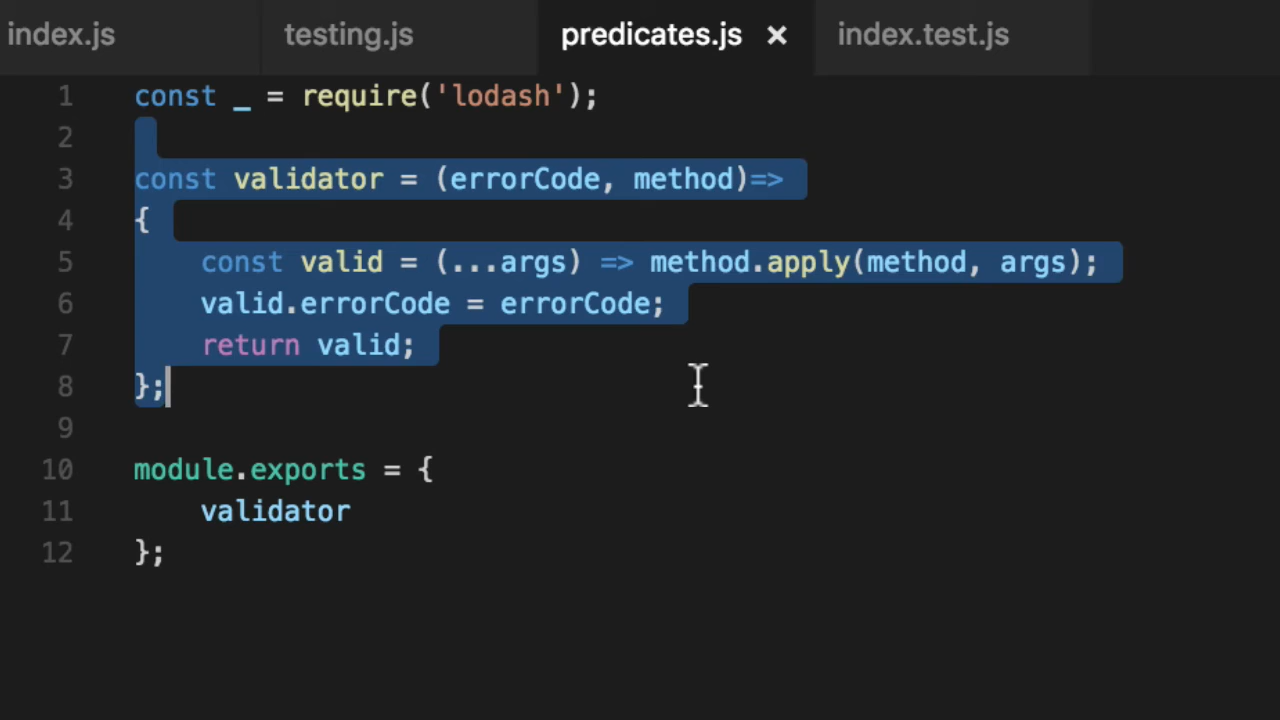 index.js testing.js predicates.js × index.test.js
1 const _ = require('lodash');
2
3 const validator = (errorCode, method)=>
4 {
5 const valid = (...args) => method.apply(method, args);
6 valid.errorCode = errorCode;
7 return valid;
8 };
9
10 module.exports = {
11 validator
12 };